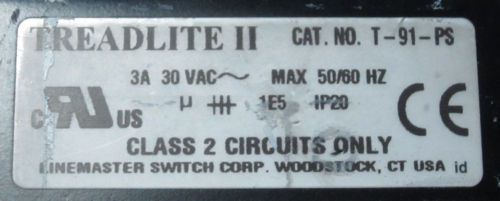 TREADLITE II CAT. NO. T-91-PS
3A 30 VAC~ MAX 50/60 HZ
µ 1E5 IP20
c RU US CE
CLASS 2 CIRCUITS ONLY
LINEMASTER SWITCH CORP. WOODSTOCK, CT USA id